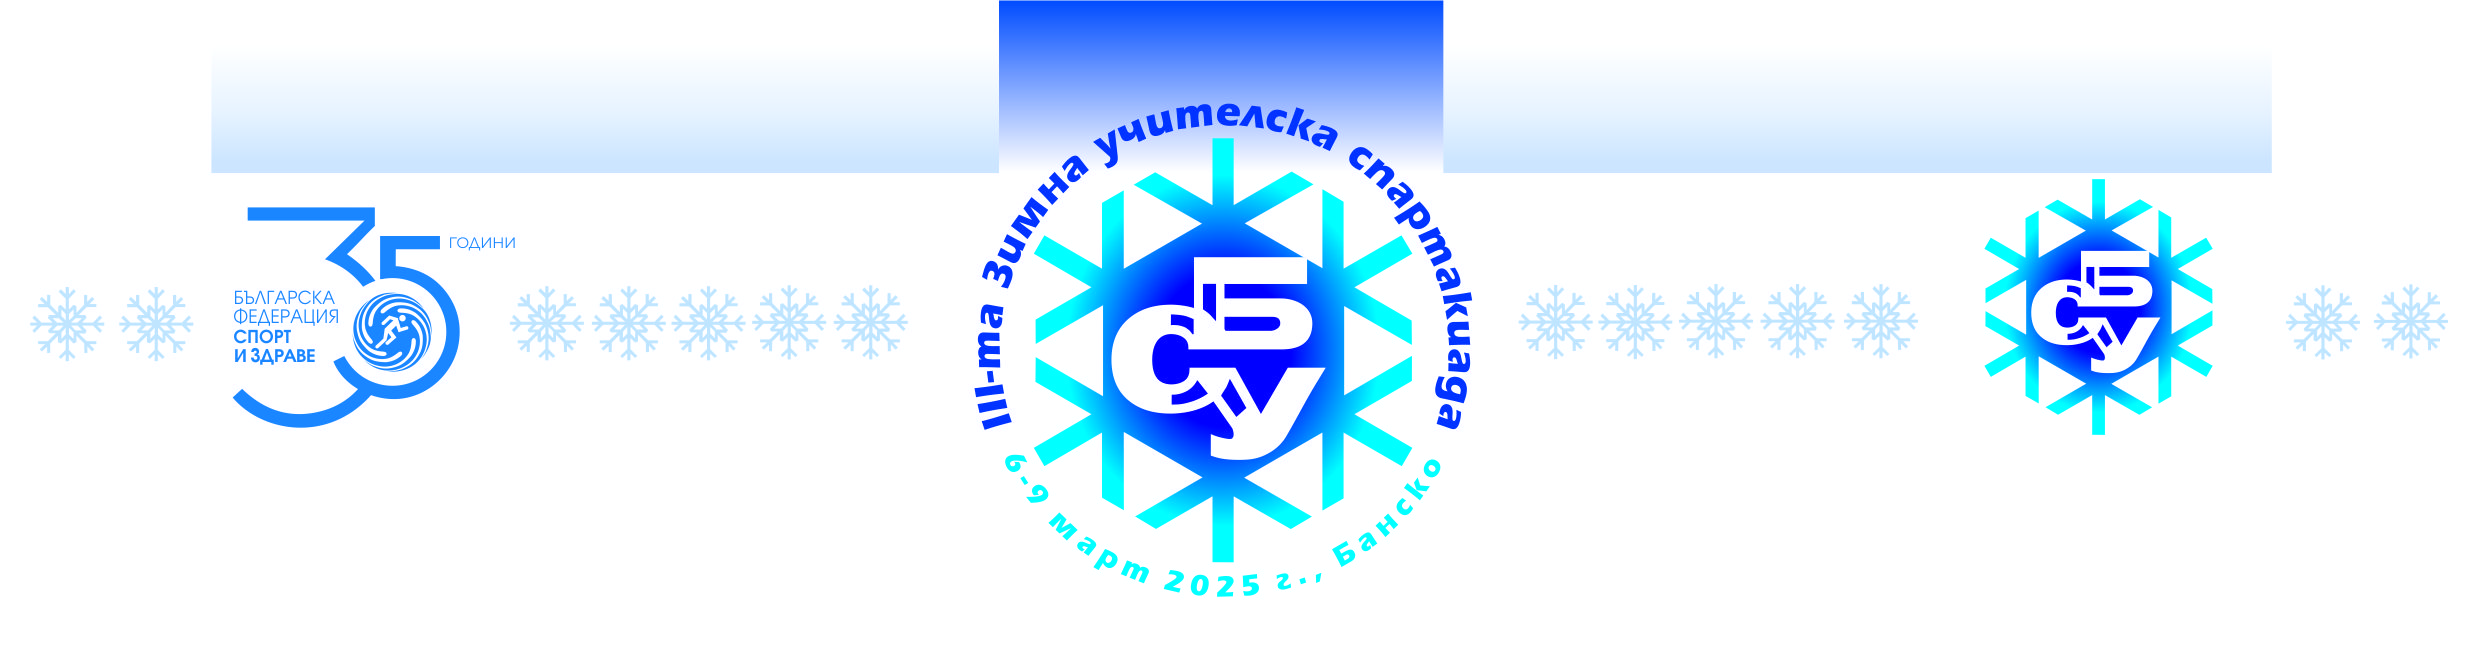 35
ГОДИНИ
БЪЛГАРСКА
ФЕДЕРАЦИЯ
СПОРТ
И ЗДРАВЕ
III-та Зимна учителска спартакиада
СБУ
6-9 март 2025 г., Банско
СБУ